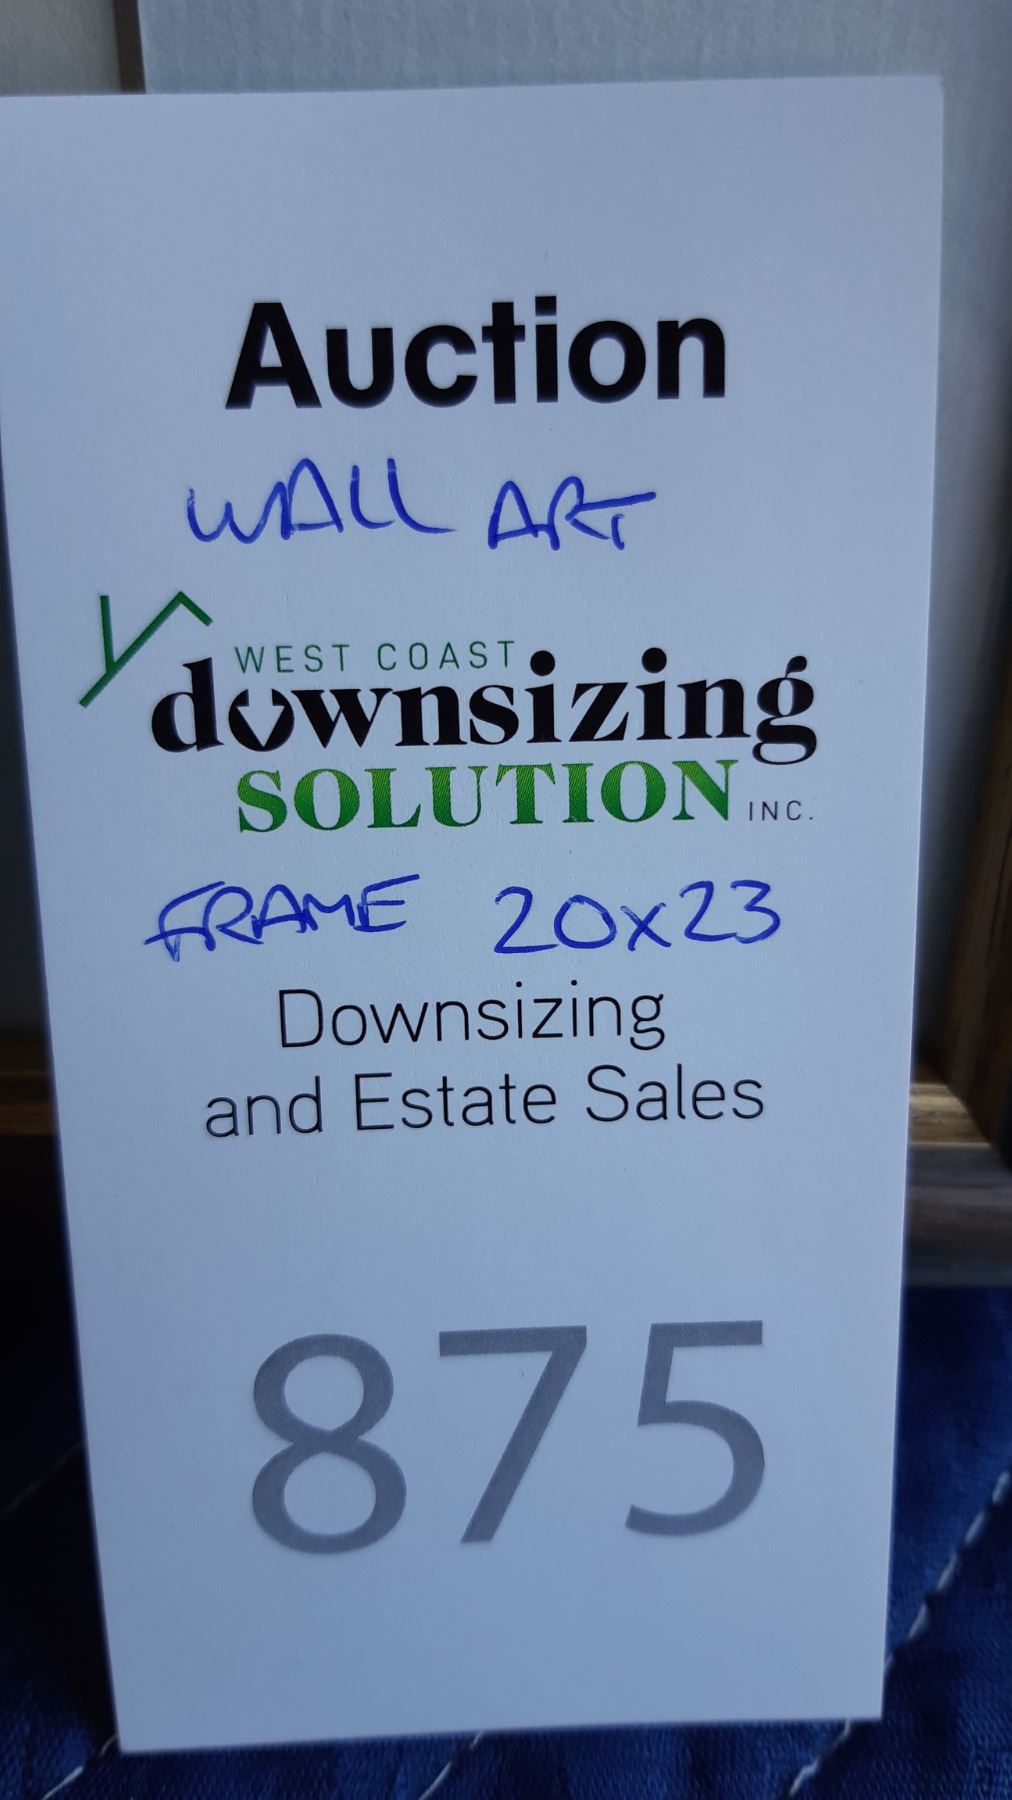 Auction
WALL ART
WEST COAST
downsizing
SOLUTION INC.
FRAME 20x23
Downsizing
and Estate Sales
875